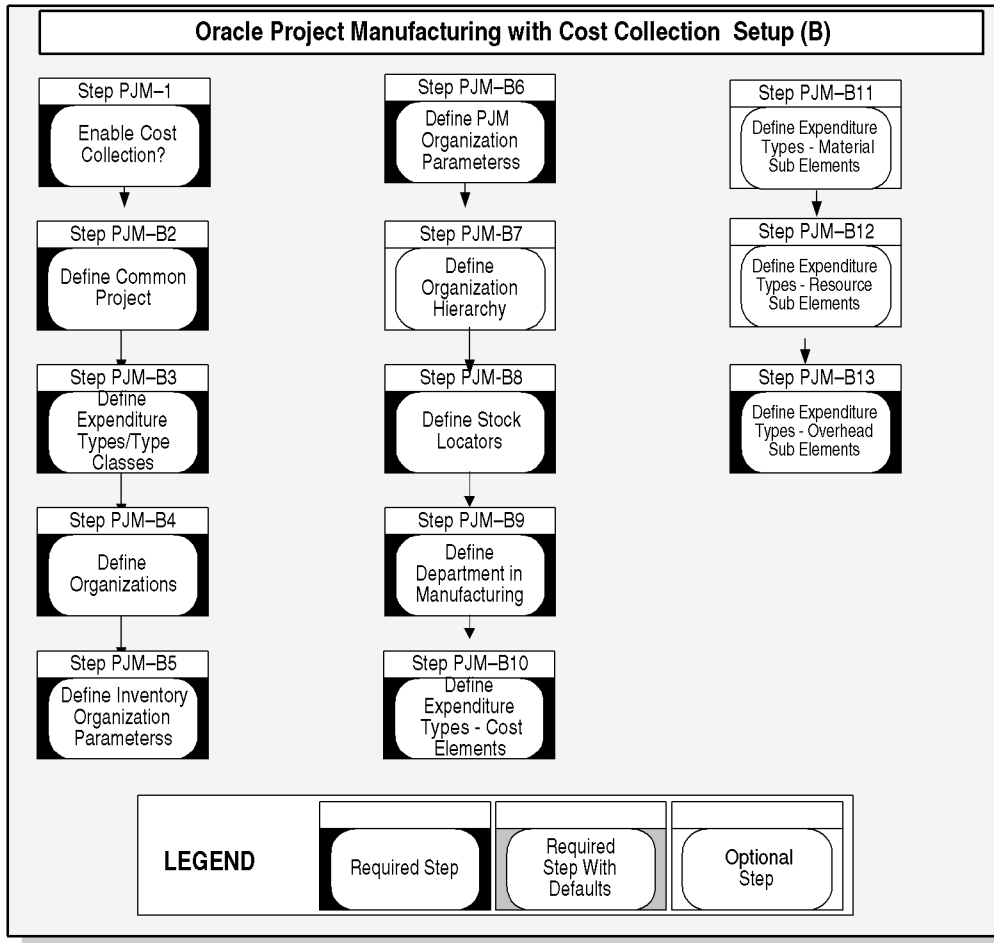 Oracle Project Manufacturing with Cost Collection Setup (B)
Step PJM–1
Enable Cost
Collection?
Step PJM–B2
Define Common
Project
Step PJM–B3
Define
Expenditure
Types/Type
Classes
Step PJM–B4
Define
Organizations
Step PJM–B5
Define Inventory
Organization
Parameterss
Step PJM–B6
Define PJM
Organization
Parameterss
Step PJM-B7
Define
Organization
Hierarchy
Step PJM-B8
Define Stock
Locators
Step PJM–B9
Define
Department in
Manufacturing
Step PJM–B10
Define
Expenditure
Types - Cost
Elements
Step PJM–B11
Define Expenditure
Types - Material
Sub Elements
Step PJM–B12
Define Expenditure
Types - Resource
Sub Elements
Step PJM–B13
Define Expenditure
Types - Overhead
Sub Elements
LEGEND
Required Step
Required
Step With
Defaults
Optional
Step